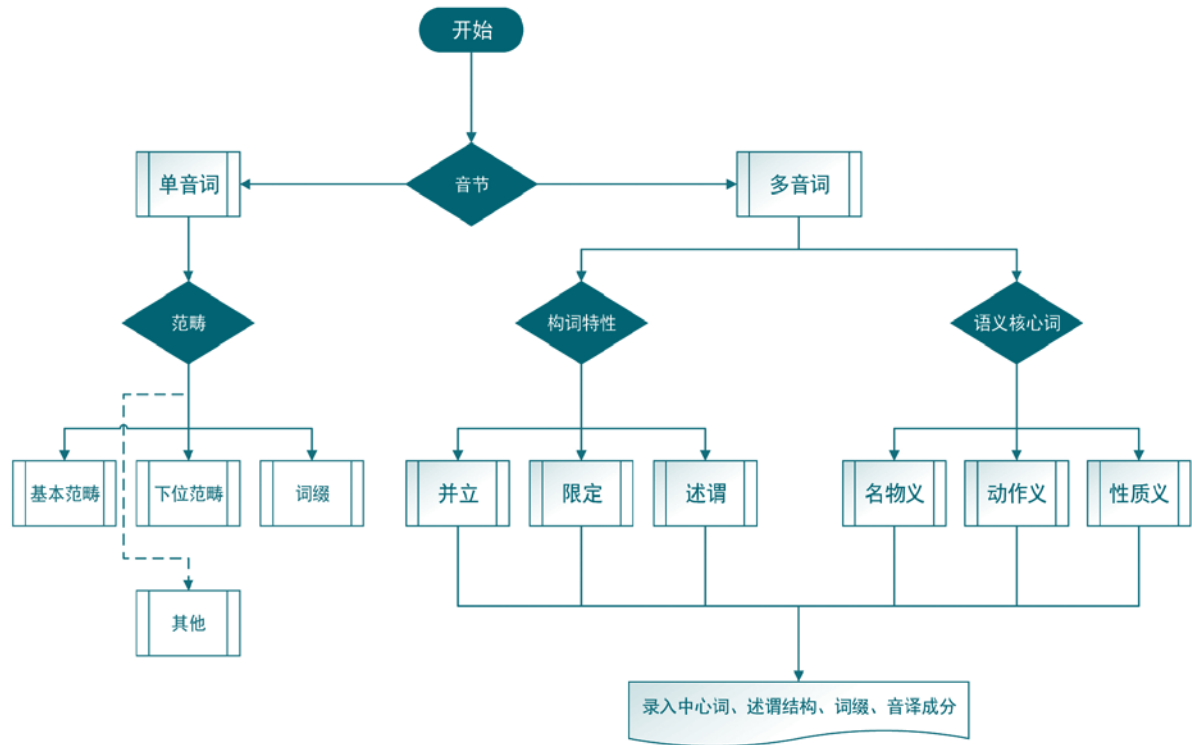 开始
单音词
音节
多音词
范畴
构词特性
语义核心词
基本范畴
下位范畴
词缀
并立
限定
述谓
名物义
动作义
性质义
其他
录入中心词、述谓结构、词缀、音译成分